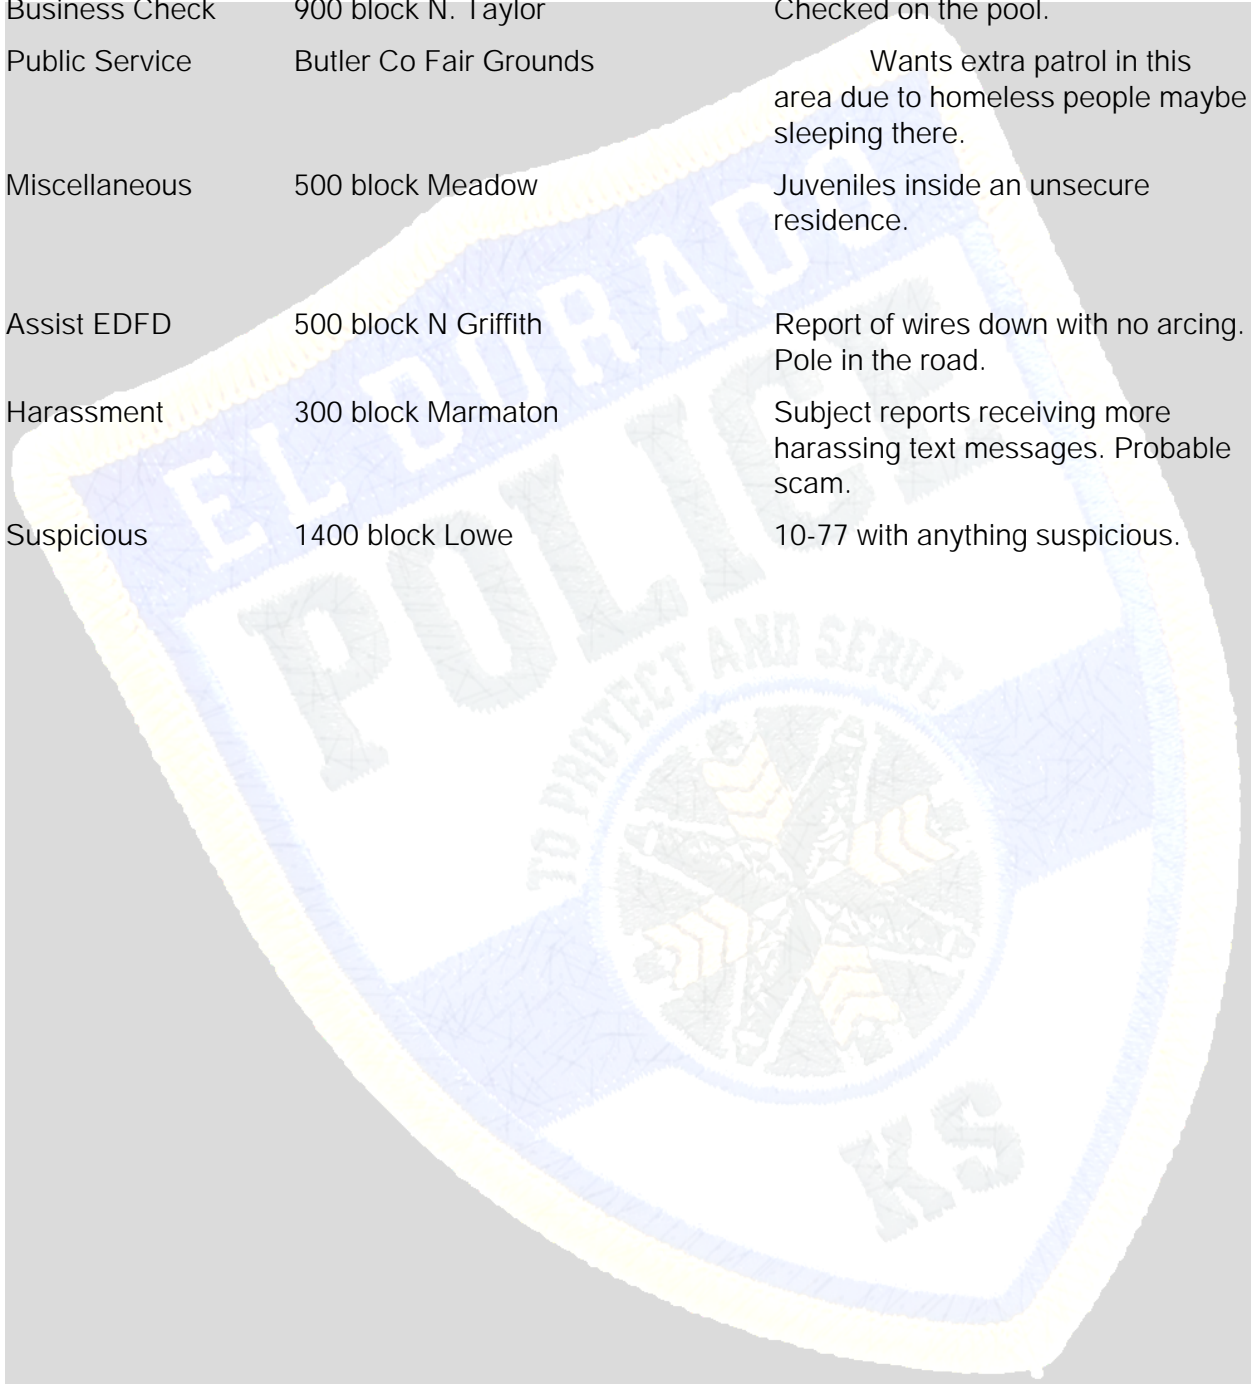 Business Check 900 block N. Taylor Checked on the pool.
Public Service Butler Co Fair Grounds Wants extra patrol in this
area due to homeless people maybe
sleeping there.
Miscellaneous 500 block Meadow Juveniles inside an unsecure
residence.
Assist EDFD 500 block N Griffith Report of wires down with no arcing.
Pole in the road.
Harassment 300 block Marmaton Subject reports receiving more
harassing text messages. Probable
scam.
Suspicious 1400 block Lowe 10-77 with anything suspicious.
EL DORADO
POLICE
TO PROTECT AND SERVE
KS